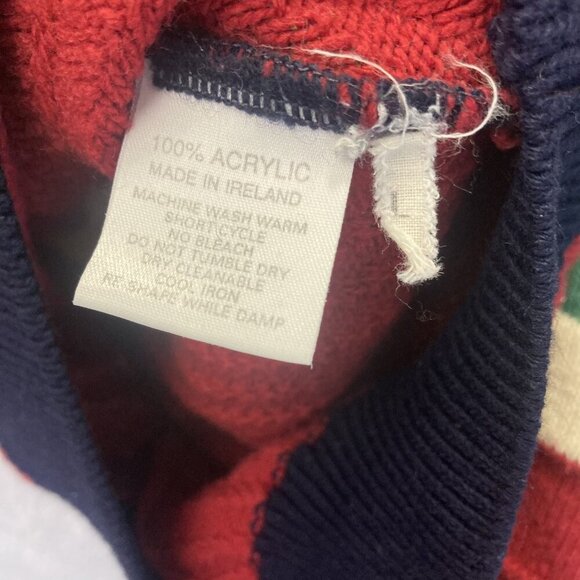 100% ACRYLIC
MADE IN IRELAND
MACHINE WASH WARM
SHORT CYCLE
NO BLEACH
DO NOT TUMBLE DRY
DRY CLEANABLE
COOL IRON
RE-SHAPE WHILE DAMP